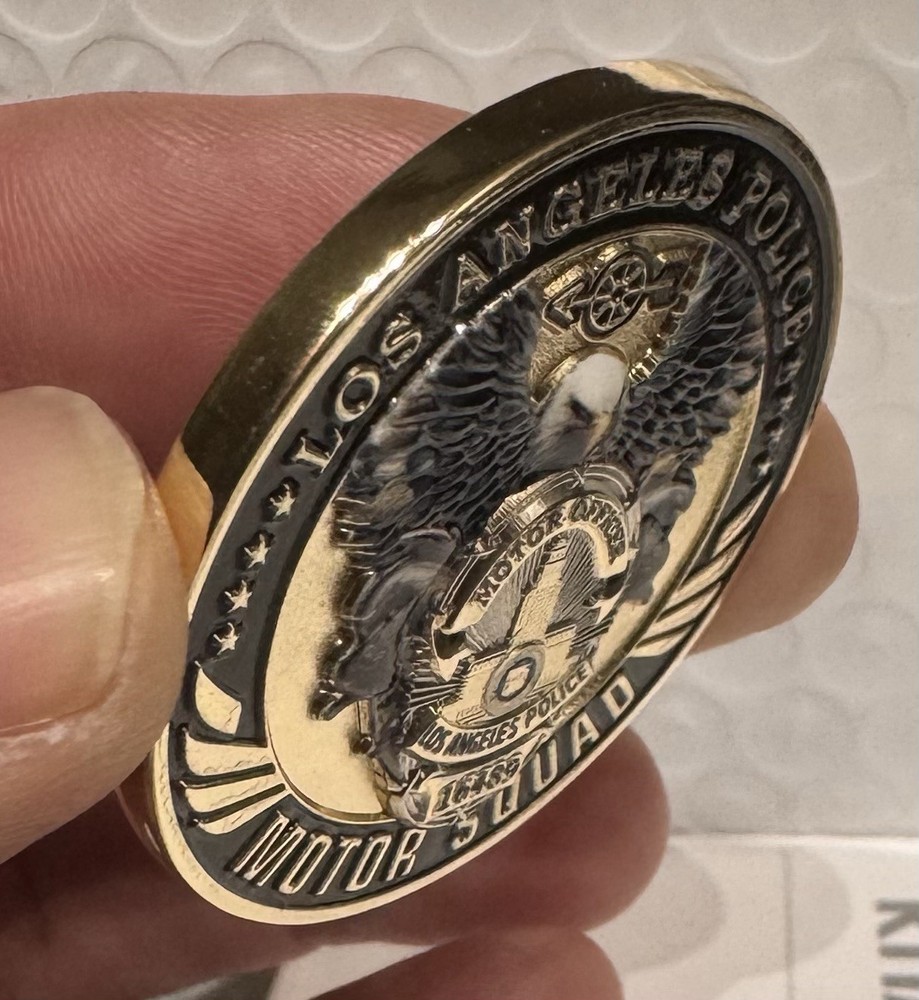 LOS ANGELES POLICE
MOTOR OFFICER
LOS ANGELES POLICE
MOTOR SQUAD